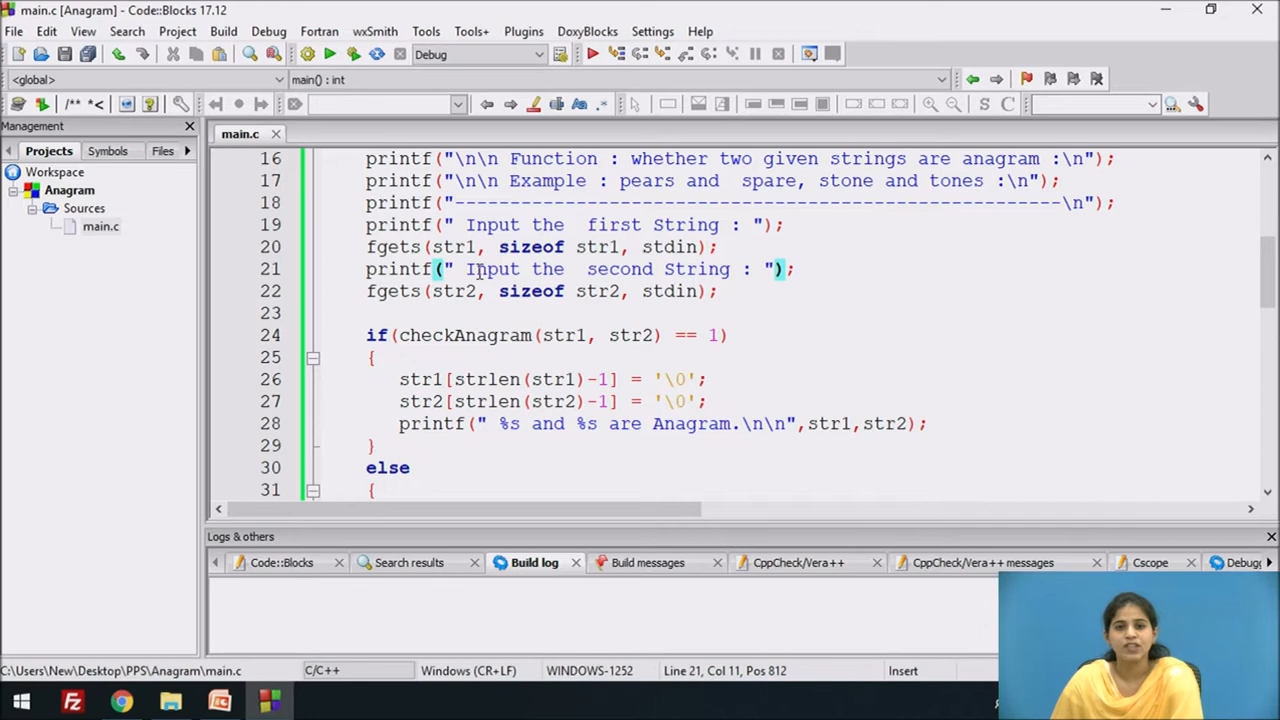 main.c [Anagram] - Code::Blocks 17.12
File Edit View Search Project Build Debug Fortran wxSmith Tools Tools+ Plugins DoxyBlocks Settings Help
Debug
<global> main() : int
/** *< Aa .* S C
Management
Projects Symbols Files
Workspace
Anagram
Sources
main.c
main.c
16 printf("\n\n Function : whether two given strings are anagram :\n");
17 printf("\n\n Example : pears and  spare, stone and tones :\n");
18 printf("-------------------------------------------------------\n");
19 printf(" Input the  first String : ");
20 fgets(str1, sizeof str1, stdin);
21 printf(" Input the  second String : ");
22 fgets(str2, sizeof str2, stdin);
23
24 if(checkAnagram(str1, str2) == 1)
25 {
26 str1[strlen(str1)-1] = '\0';
27 str2[strlen(str2)-1] = '\0';
28 printf(" %s and %s are Anagram.\n\n",str1,str2);
29 }
30 else
31 {
Logs & others
Code::Blocks Search results Build log Build messages CppCheck/Vera++ CppCheck/Vera++ messages Cscope Debugg
C:\Users\New\Desktop\PPS\Anagram\main.c C/C++ Windows (CR+LF) WINDOWS-1252 Line 21, Col 11, Pos 812 Insert